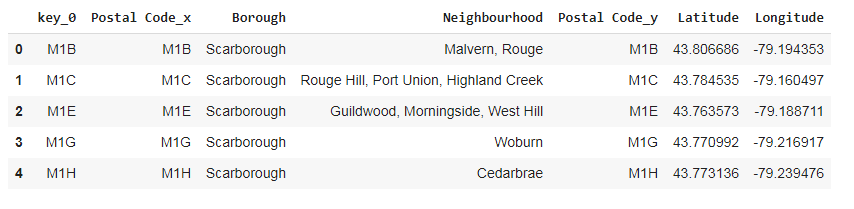 key_0 Postal Code_x Borough Neighbourhood Postal Code_y Latitude Longitude
0 M1B M1B Scarborough Malvern, Rouge M1B 43.806686 -79.194353
1 M1C M1C Scarborough Rouge Hill, Port Union, Highland Creek M1C 43.784535 -79.160497
2 M1E M1E Scarborough Guildwood, Morningside, West Hill M1E 43.763573 -79.188711
3 M1G M1G Scarborough Woburn M1G 43.770992 -79.216917
4 M1H M1H Scarborough Cedarbrae M1H 43.773136 -79.239476